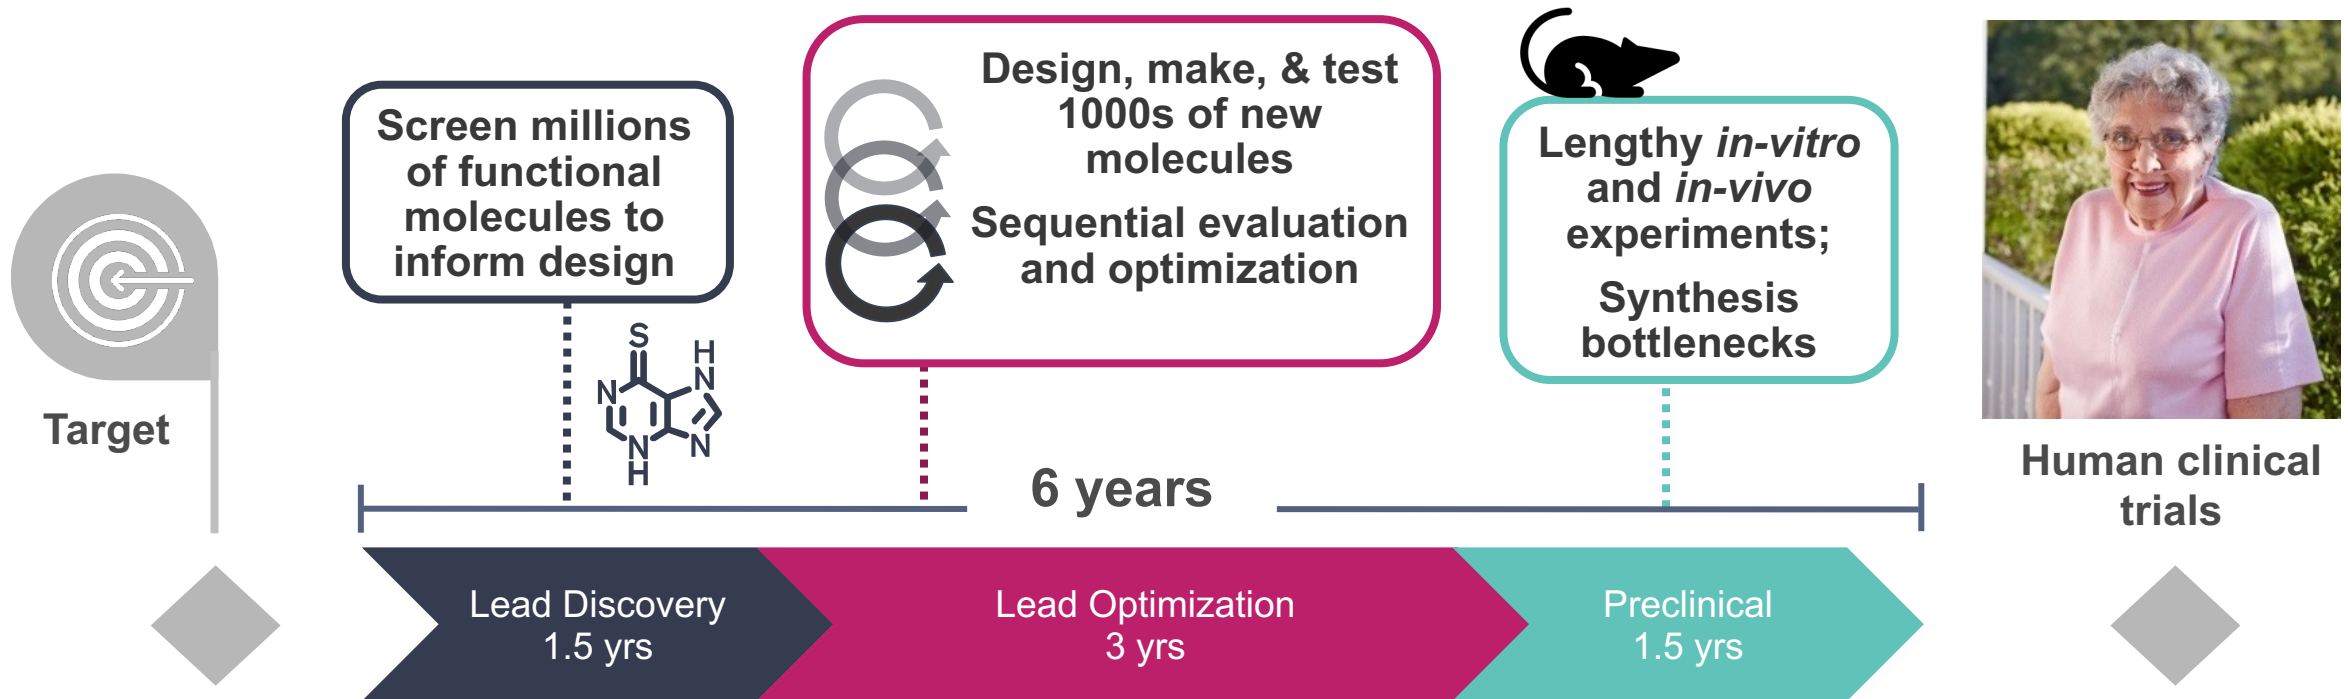 Target
Screen millions
of functional
molecules to
inform design
S
H
N
N
N
N
H
Design, make, & test
1000s of new
molecules
Sequential evaluation
and optimization
Lengthy in-vitro
and in-vivo
experiments;
Synthesis
bottlenecks
Human clinical
trials
6 years
Lead Discovery
1.5 yrs
Lead Optimization
3 yrs
Preclinical
1.5 yrs